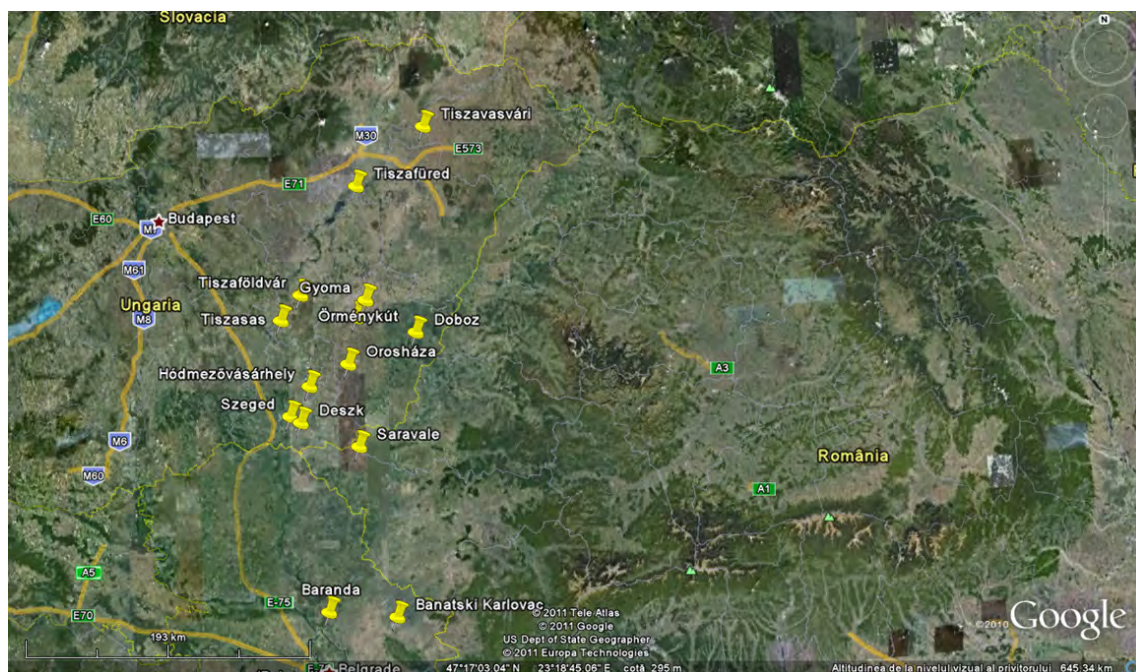 Slovacia
Tiszavasvári
M30
E573
Tiszafüred
E71
E60
Budapest
M7
M61
Tiszaföldvár
Gyoma
Ungaria
Tiszasas
Örménykút
Doboz
M8
Orosháza
A3
Hódmezővásárhely
Szeged
Deszk
Saravale
M6
România
M60
A1
A5
Baranda
E-75
Banatski Karlovac
E70
© 2011 Tele Atlas
© 2011 Google
US Dept of State Geographer
© 2011 Europa Technologies
©2010 Google
193 km
Belgrade
47°17'03.04" N 23°18'45.06" E cotă 295 m
Altitudinea de la nivelul vizual al privitorului 645.34 km
N